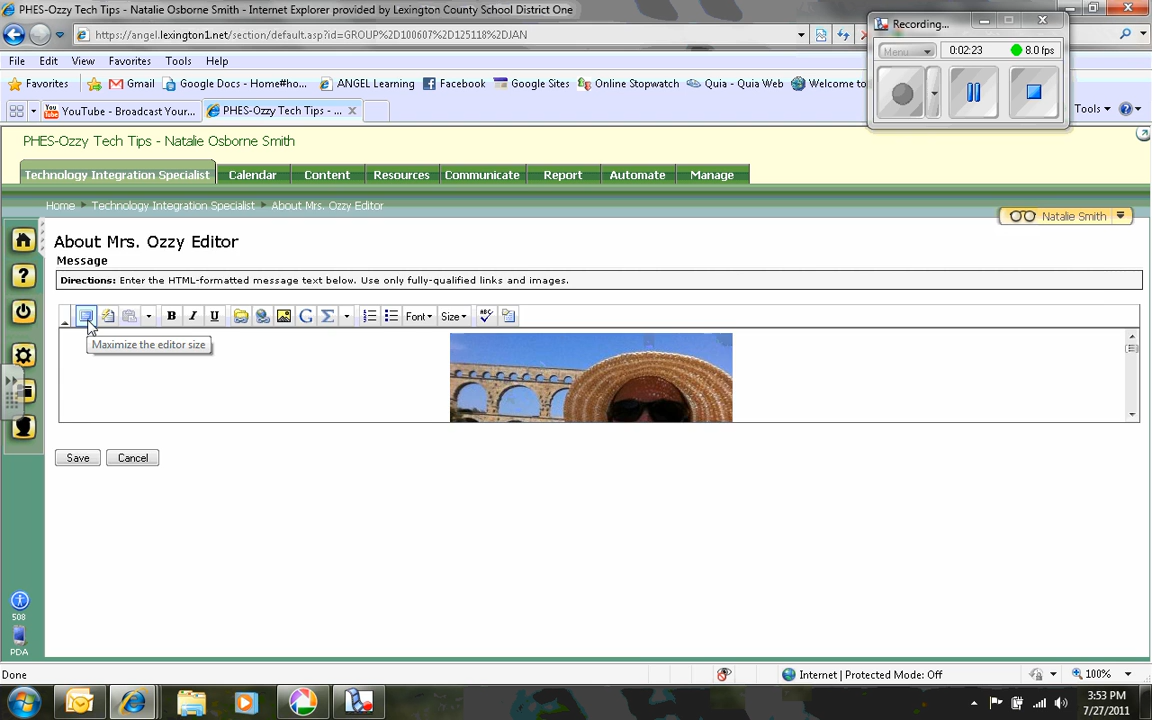 PHES-Ozzy Tech Tips - Natalie Osborne Smith - Internet Explorer provided by Lexington County School District One
Recording...
https://angel.lexington1.net/section/default.asp?id=GROUP%2D100607%2D125118%2DJAN
Menu 0:02:23 8.0 fps
File Edit View Favorites Tools Help
Favorites Gmail Google Docs - Home#ho... ANGEL Learning Facebook Google Sites Online Stopwatch Quia - Quia Web Welcome to
YouTube - Broadcast Your... PHES-Ozzy Tech Tips - ... Tools
PHES-Ozzy Tech Tips - Natalie Osborne Smith
Technology Integration Specialist Calendar Content Resources Communicate Report Automate Manage
Home Technology Integration Specialist About Mrs. Ozzy Editor
Natalie Smith
About Mrs. Ozzy Editor
Message
Directions: Enter the HTML-formatted message text below. Use only fully-qualified links and images.
B I U G Σ Font Size ABC
Maximize the editor size
Save Cancel
508
PDA
Done Internet | Protected Mode: Off 100%
3:53 PM
7/27/2011